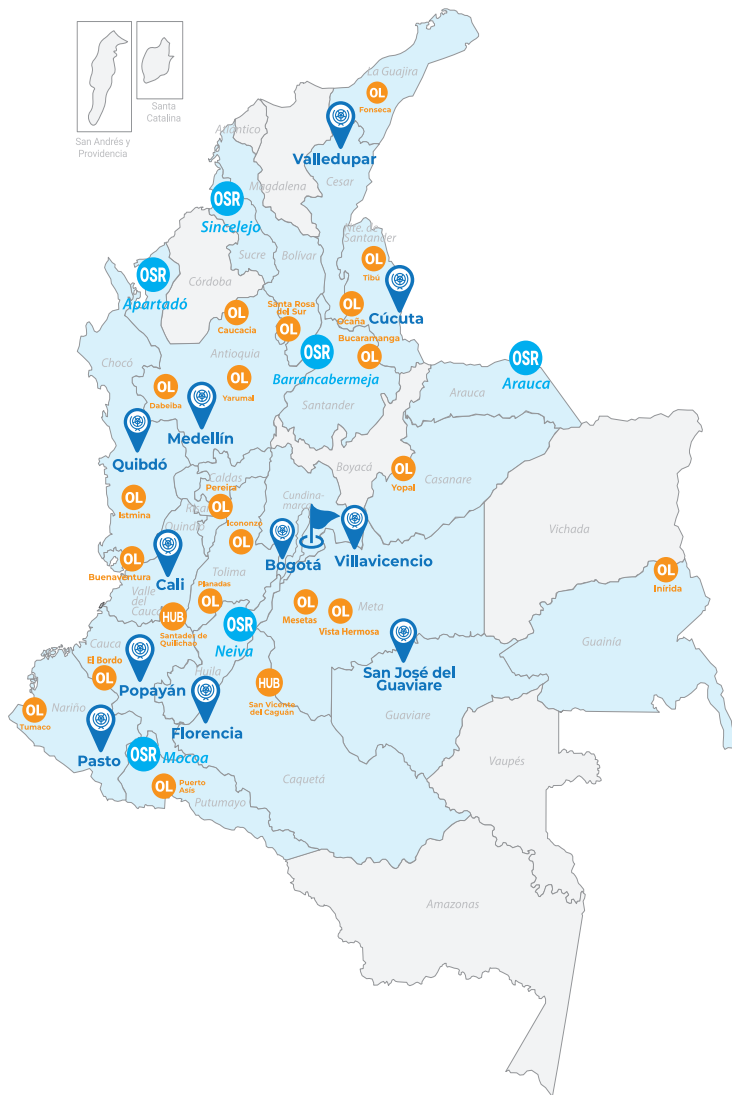 La Guajira
OL
Fonseca
Santa
Catalina
San Andrés y
Providencia
Atlántico
Valledupar
Magdalena
Cesar
OSR
Sincelejo
Nte. de
Santander
OL
Tibú
Sucre
Bolívar
OSR
Apartadó
Córdoba
Cúcuta
OL
Caucacia
Santa Rosa
del Sur
OL
OL
Ocaña
Bucaramanga
OL
OSR
Barrancabermeja
OSR
Arauca
Arauca
Chocó
Antioquia
OL
Dabeiba
OL
Yarumal
Santander
Medellín
Quibdó
Boyacá
OL
Yopal
Casanare
Caldas
Pereira
OL
Cundina-
marca
OL
Istmina
Quindío
Icononzo
OL
Vichada
Bogotá
Villavicencio
OL
Buenaventura
Cali
Tolima
OL
Inírida
Valle
del
Cauca
Planadas
OL
OL
Mesetas
OL
Vista Hermosa
Meta
HUB
Santader de
Quilichao
OSR
Neiva
Guainía
Cauca
El Bordo
OL
Popayán
Huila
HUB
San Vicente
del Caguán
San José del
Guaviare
Nariño
OL
Tumaco
Pasto
Florencia
Guaviare
OSR
Mocoa
Vaupés
OL
Puerto
Asís
Putumayo
Caquetá
Amazonas